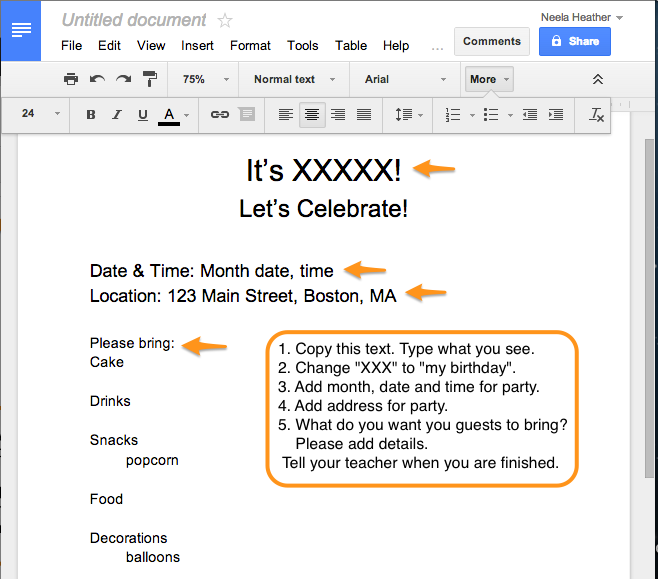 Untitled document
Neela Heather
File Edit View Insert Format Tools Table Help ... Comments Share
75% Normal text Arial More
24 B I U A
It's XXXXX!
Let's Celebrate!
Date & Time: Month date, time
Location: 123 Main Street, Boston, MA
Please bring:
Cake
Drinks
Snacks
popcorn
Food
Decorations
balloons
1. Copy this text. Type what you see.
2. Change "XXX" to "my birthday".
3. Add month, date and time for party.
4. Add address for party.
5. What do you want you guests to bring?
Please add details.
Tell your teacher when you are finished.